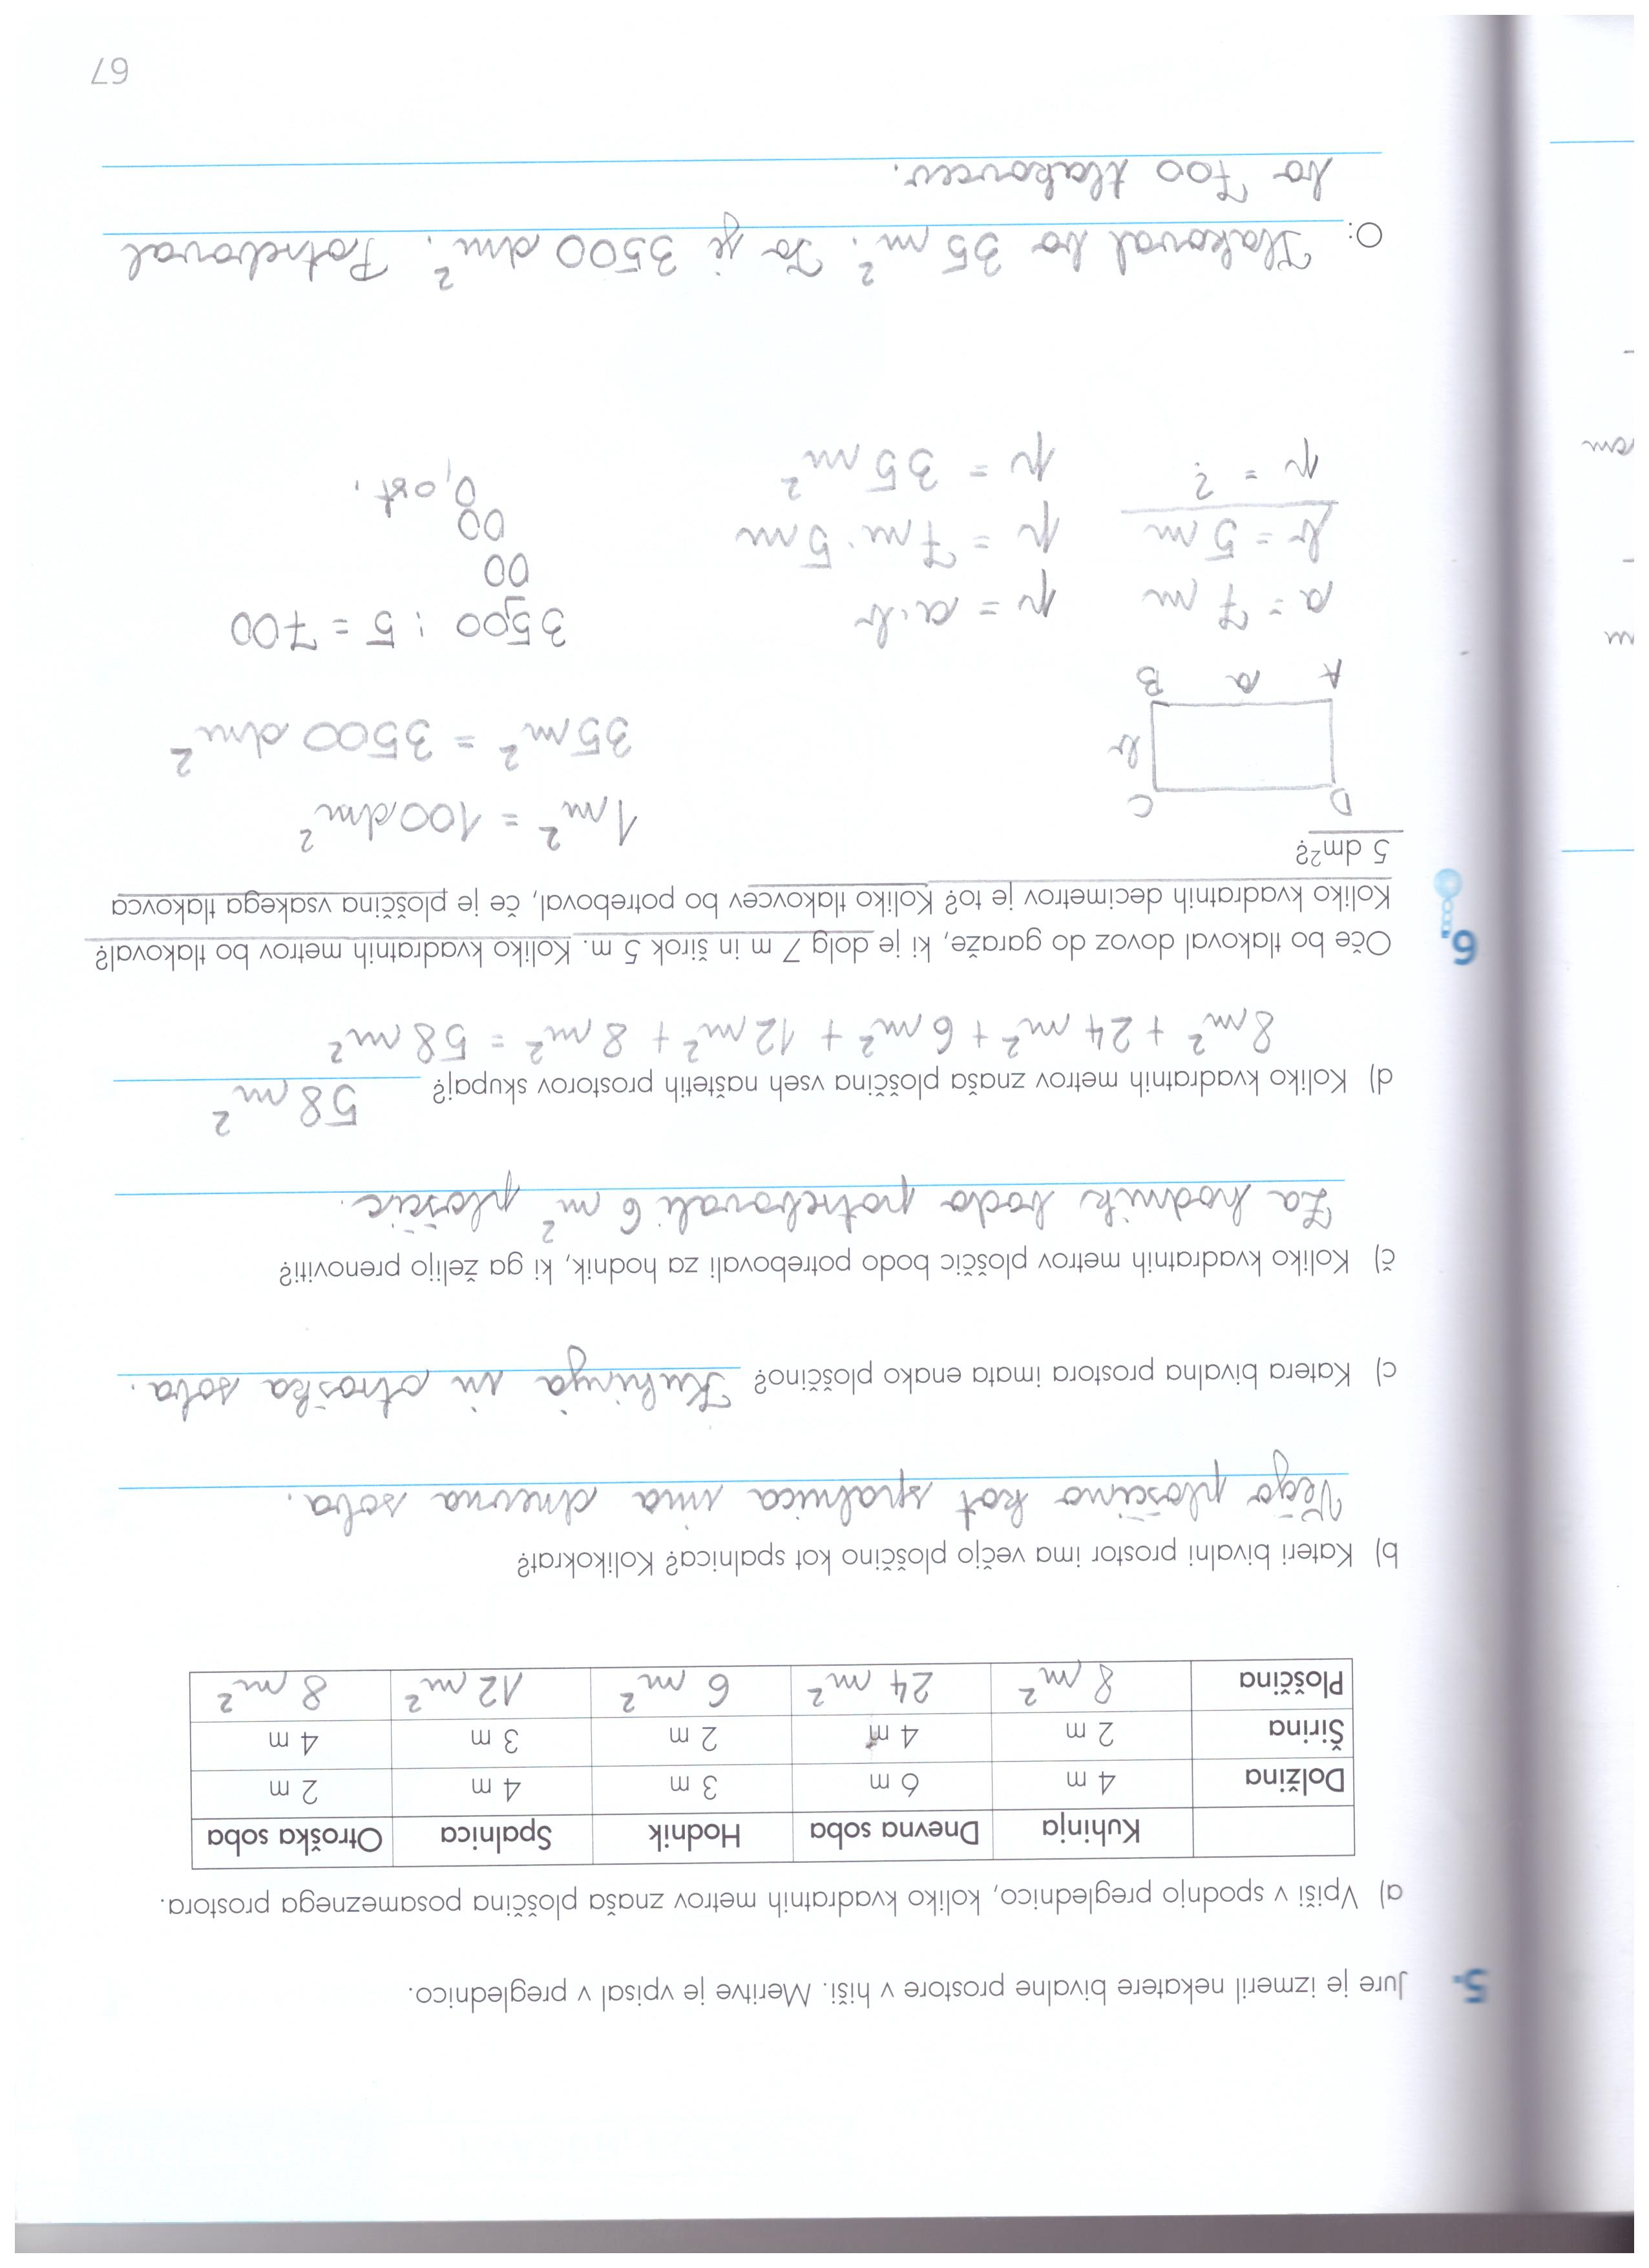 5. Jure je izmeril nekatere bivalne prostore v hiši. Meritve je vpisal v preglednico.
a) Vpiši v spodnjo preglednico, koliko kvadratnih metrov znaša ploščina posameznega prostora.
Kuhinja Dnevna soba Hodnik Spalnica Otroška soba
Dolžina 4 m 6 m 3 m 4 m 2 m
Širina 2 m 4 m 2 m 3 m 4 m
Ploščina 8 m² 24 m² 6 m² 12 m² 8 m²
b) Kateri bivalni prostor ima večjo ploščino kot spalnica? Kolikokrat?
Večjo ploščino kot spalnica ima dnevna soba.
c) Katera bivalna prostora imata enako ploščino? Kuhinja in otroška soba.
č) Koliko kvadratnih metrov ploščic bodo potrebovali za hodnik, ki ga želijo prenoviti?
Za hodnik bodo potrebovali 6 m² ploščic.
d) Koliko kvadratnih metrov znaša ploščina vseh naštetih prostorov skupaj? 58 m²
8 m² + 24 m² + 6 m² + 12 m² + 8 m² = 58 m²
6. Oče bo tlakoval dovoz do garaže, ki je dolg 7 m in širok 5 m. Koliko kvadratnih metrov bo tlakoval?
Koliko kvadratnih decimetrov je to? Koliko tlakovcev bo potreboval, če je ploščina vsakega tlakovca
5 dm²?
D C
b
A a B
1 m² = 100 dm²
35 m² = 3500 dm²
a = 7 m p = a·b 3500 : 5 = 700
00
b = 5 m p = 7 m · 5 m 00
p = ? p = 35 m² 0, ost.
O: Tlakoval bo 35 m². To je 3500 dm². Potreboval
bo 700 tlakovcev.
67
m
cm